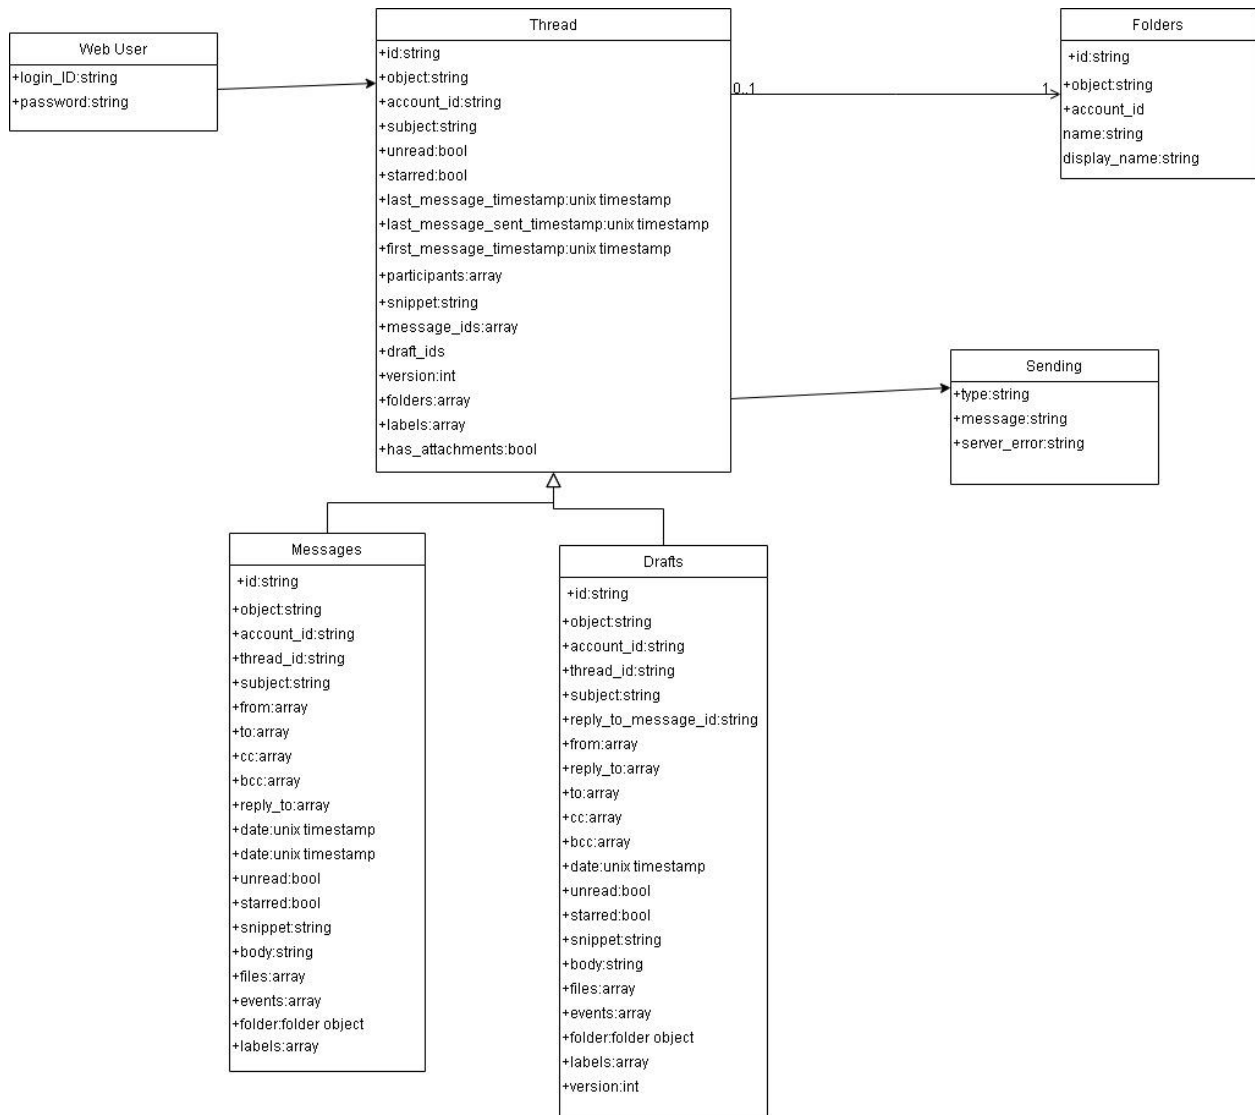 Web User
+login_ID:string
+password:string
Thread
+id:string
+object:string
+account_id:string
+subject:string
+unread:bool
+starred:bool
+last_message_timestamp:unix timestamp
+last_message_sent_timestamp:unix timestamp
+first_message_timestamp:unix timestamp
+participants:array
+snippet:string
+message_ids:array
+draft_ids
+version:int
+folders:array
+labels:array
+has_attachments:bool
0..1
1
Folders
+id:string
+object:string
+account_id
name:string
display_name:string
Sending
+type:string
+message:string
+server_error:string
Messages
+id:string
+object:string
+account_id:string
+thread_id:string
+subject:string
+from:array
+to:array
+cc:array
+bcc:array
+reply_to:array
+date:unix timestamp
+date:unix timestamp
+unread:bool
+starred:bool
+snippet:string
+body:string
+files:array
+events:array
+folder:folder object
+labels:array
Drafts
+id:string
+object:string
+account_id:string
+thread_id:string
+subject:string
+reply_to_message_id:string
+from:array
+reply_to:array
+to:array
+cc:array
+bcc:array
+date:unix timestamp
+unread:bool
+starred:bool
+snippet:string
+body:string
+files:array
+events:array
+folder:folder object
+labels:array
+version:int